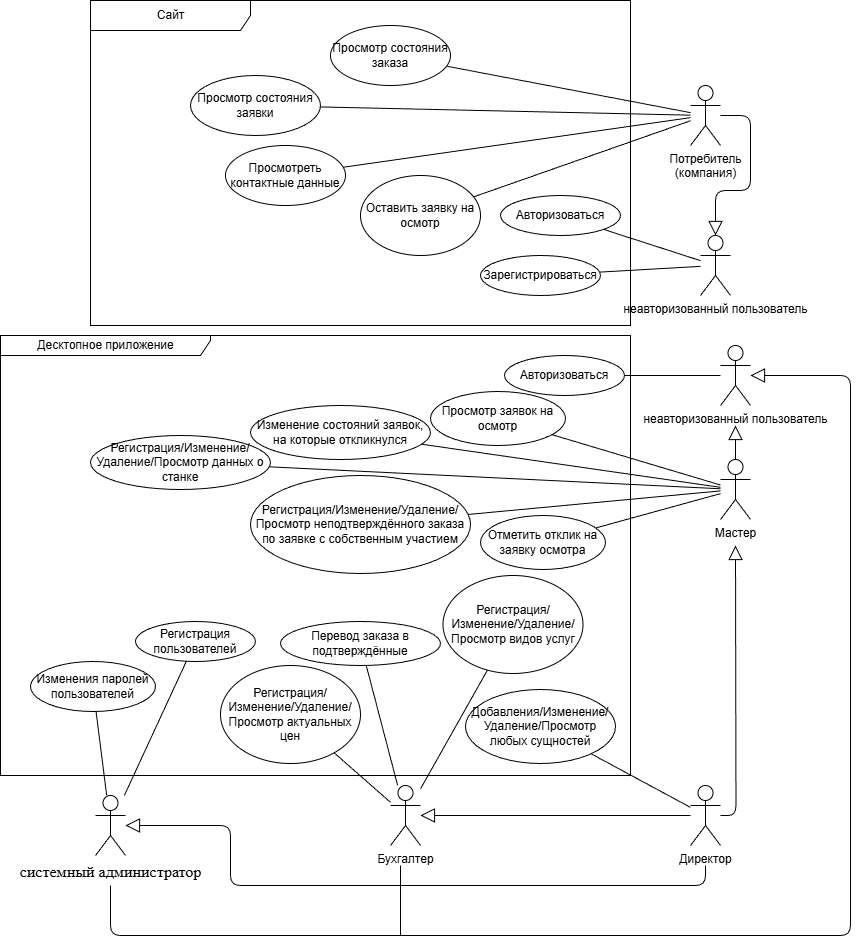 Сайт
Просмотр состояния
заказа
Просмотр состояния
заявки
Просмотреть
контактные данные
Оставить заявку на
осмотр
Авторизоваться
Зарегистрироваться
Потребитель
(компания)
неавторизованный пользователь
Десктопное приложение
Авторизоваться
неавторизованный пользователь
Просмотр заявок на
осмотр
Изменение состояний заявок,
на которые откликнулся
Регистрация/Изменение/
Удаление/Просмотр данных о
станке
Регистрация/Изменение/Удаление/
Просмотр неподтверждённого заказа
по заявке с собственным участием
Отметить отклик на
заявку осмотра
Мастер
Регистрация
пользователей
Изменения паролей
пользователей
Перевод заказа в
подтверждённые
Регистрация/
Изменение/Удаление/
Просмотр видов услуг
Регистрация/
Изменение/Удаление/
Просмотр актуальных
цен
Добавления/Изменение/
Удаление/Просмотр
любых сущностей
системный администратор
Бухгалтер
Директор